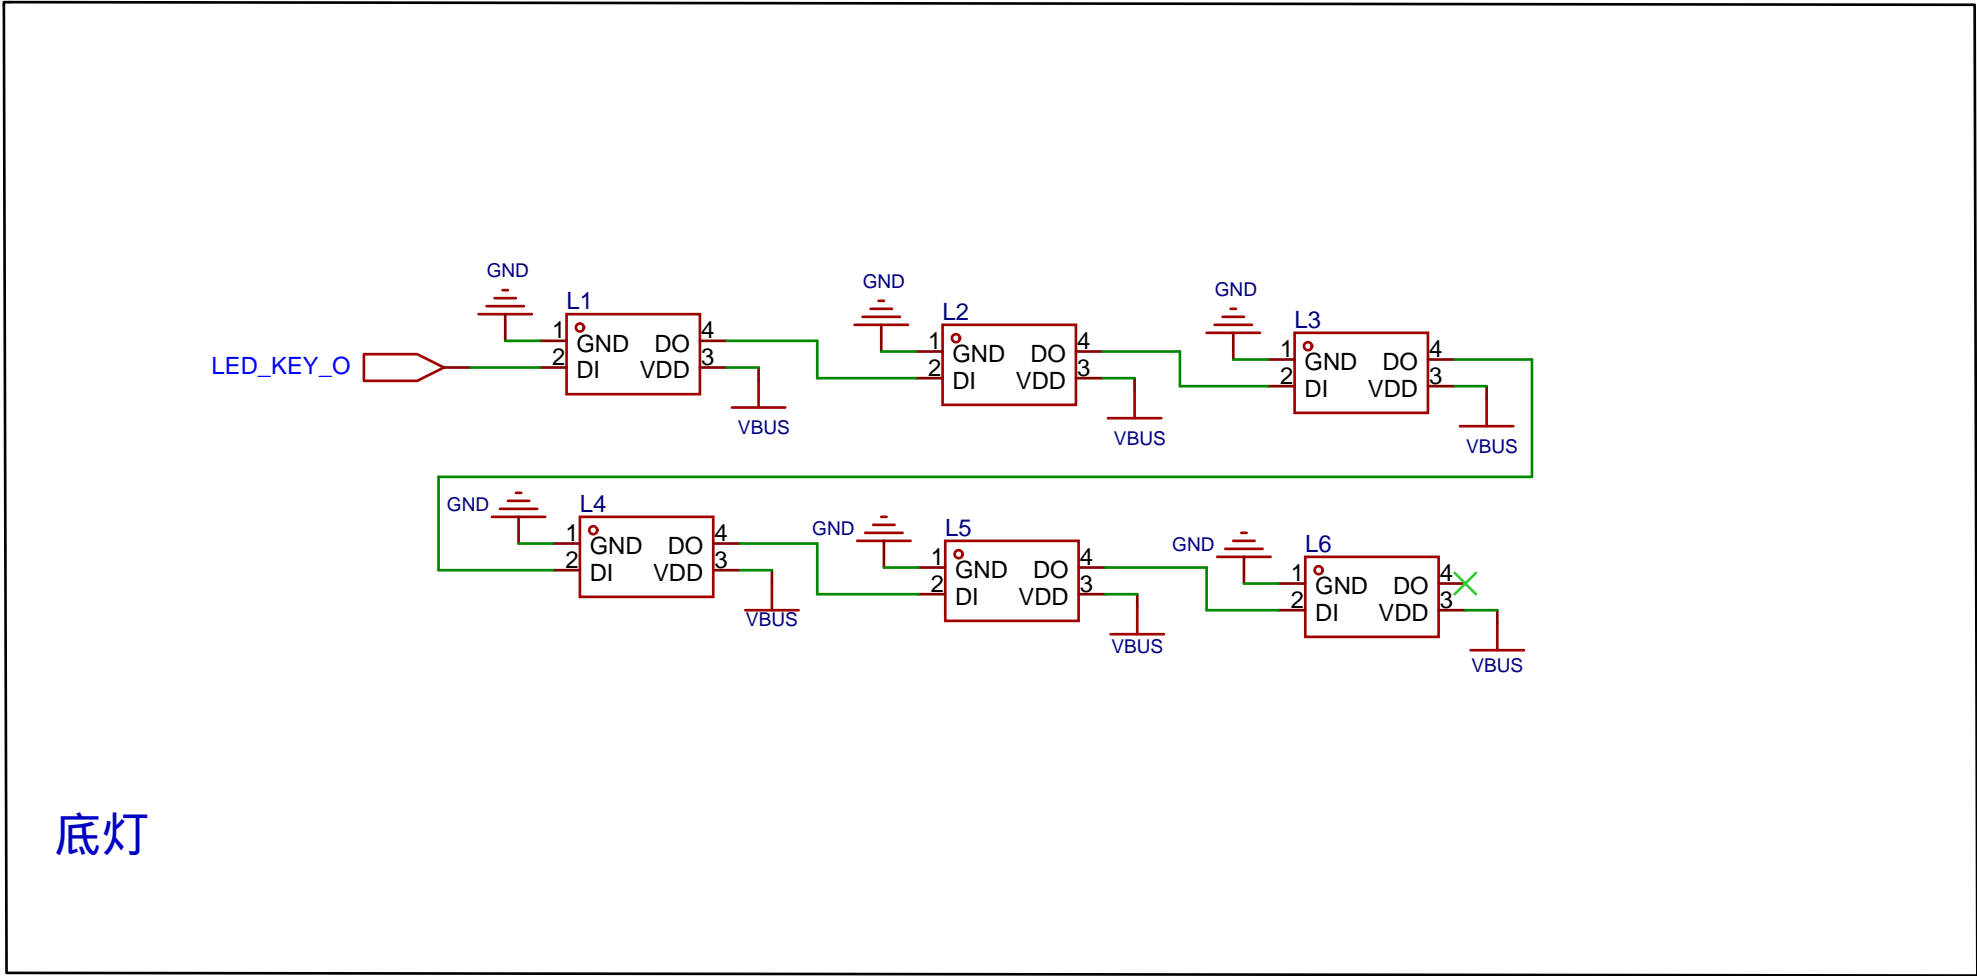 GND
L1
1 GND DO 4
LED_KEY_O
2 DI VDD 3
VBUS
GND
L2
1 GND DO 4
2 DI VDD 3
VBUS
GND
L3
1 GND DO 4
2 DI VDD 3
VBUS
GND
L4
1 GND DO 4
2 DI VDD 3
VBUS
GND
L5
1 GND DO 4
2 DI VDD 3
VBUS
GND
L6
1 GND DO 4
2 DI VDD 3
VBUS
底灯